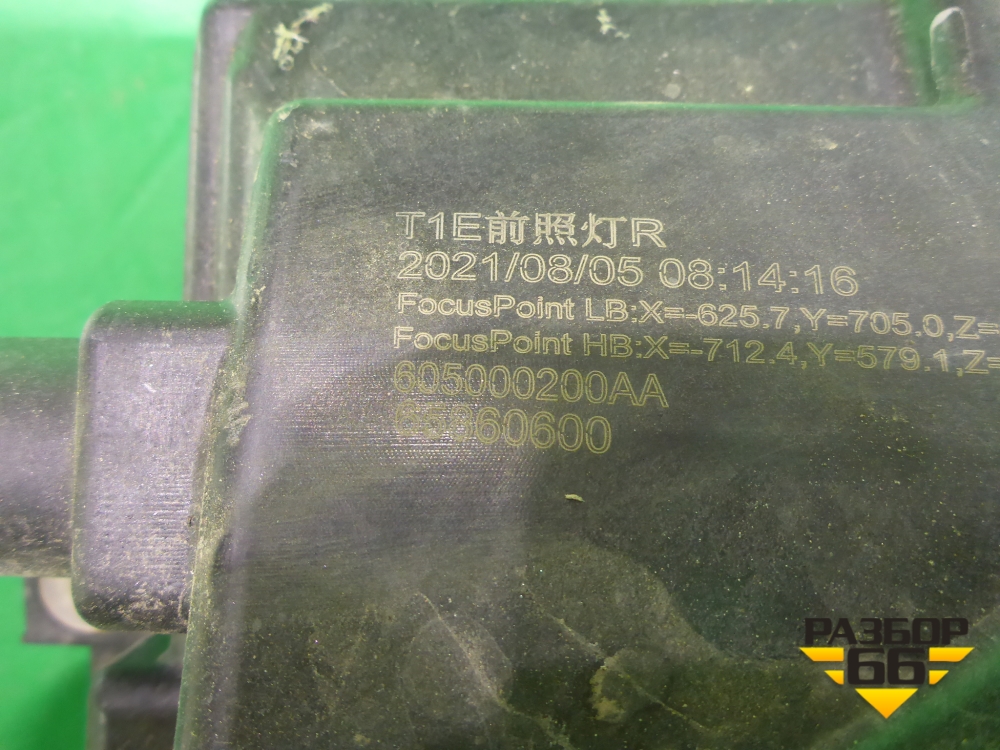 T1E前照灯R
2021/08/05 08:14:16
FocusPoint LB:X=-625.7,Y=705.0,Z=
FocusPoint HB:X=-712.4,Y=579.1,Z=
605000200AA
66360600
РАЗБОР
66